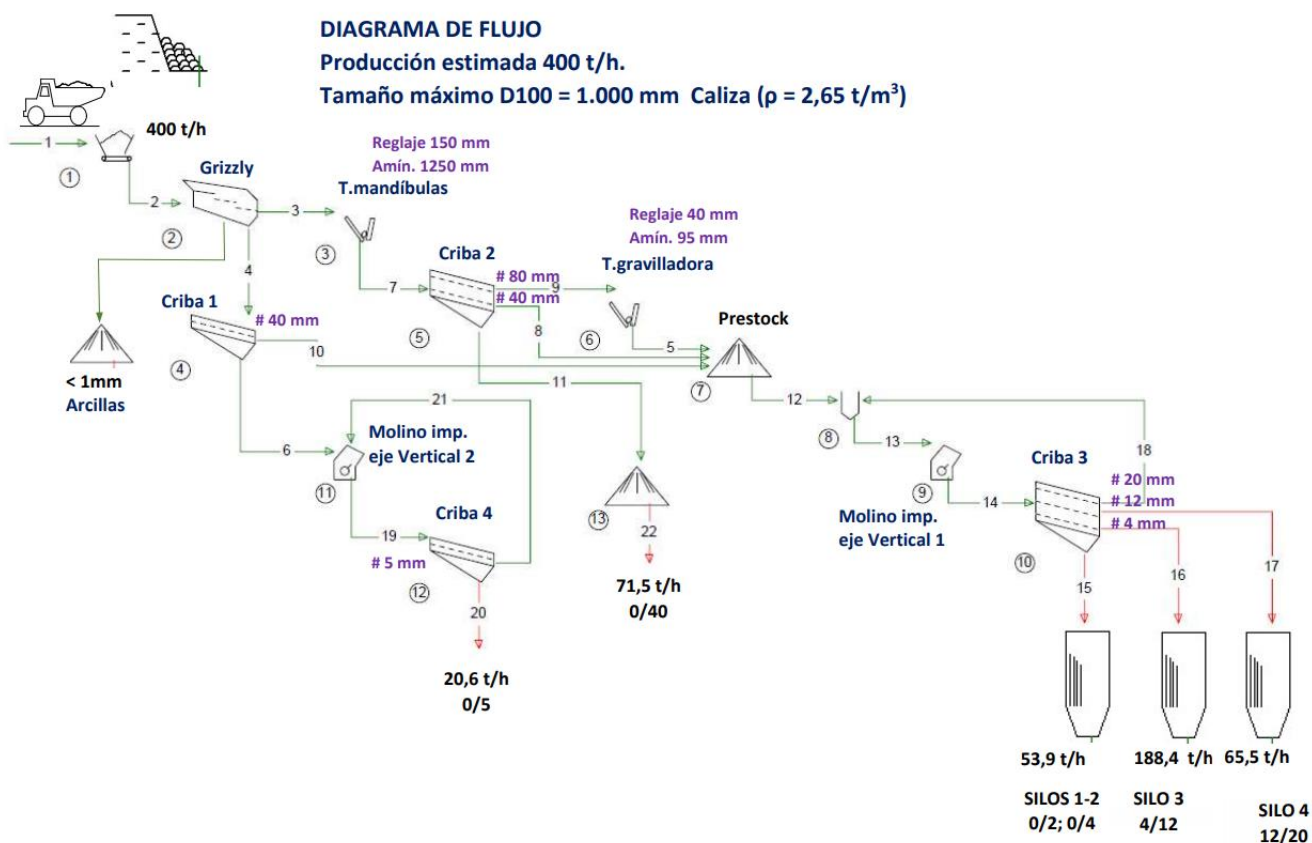 DIAGRAMA DE FLUJO
Producción estimada 400 t/h.
Tamaño máximo D100 = 1.000 mm Caliza (ρ = 2,65 t/m³)
400 t/h
1
1
2
Grizzly
2
3
4
Reglaje 150 mm
Amín. 1250 mm
T.mandíbulas
3
7
Criba 2
# 80 mm
# 40 mm
9
8
5
Reglaje 40 mm
Amín. 95 mm
T.gravilladora
6
5
Prestock
7
12
Criba 1
# 40 mm
4
10
< 1mm
Arcillas
11
21
6
Molino imp.
eje Vertical 2
11
19
Criba 4
# 5 mm
12
20
20,6 t/h
0/5
13
22
71,5 t/h
0/40
8
13
9
Molino imp.
eje Vertical 1
14
Criba 3
18
# 20 mm
# 12 mm
# 4 mm
10
15
16
17
53,9 t/h
188,4 t/h
65,5 t/h
SILOS 1-2
0/2; 0/4
SILO 3
4/12
SILO 4
12/20